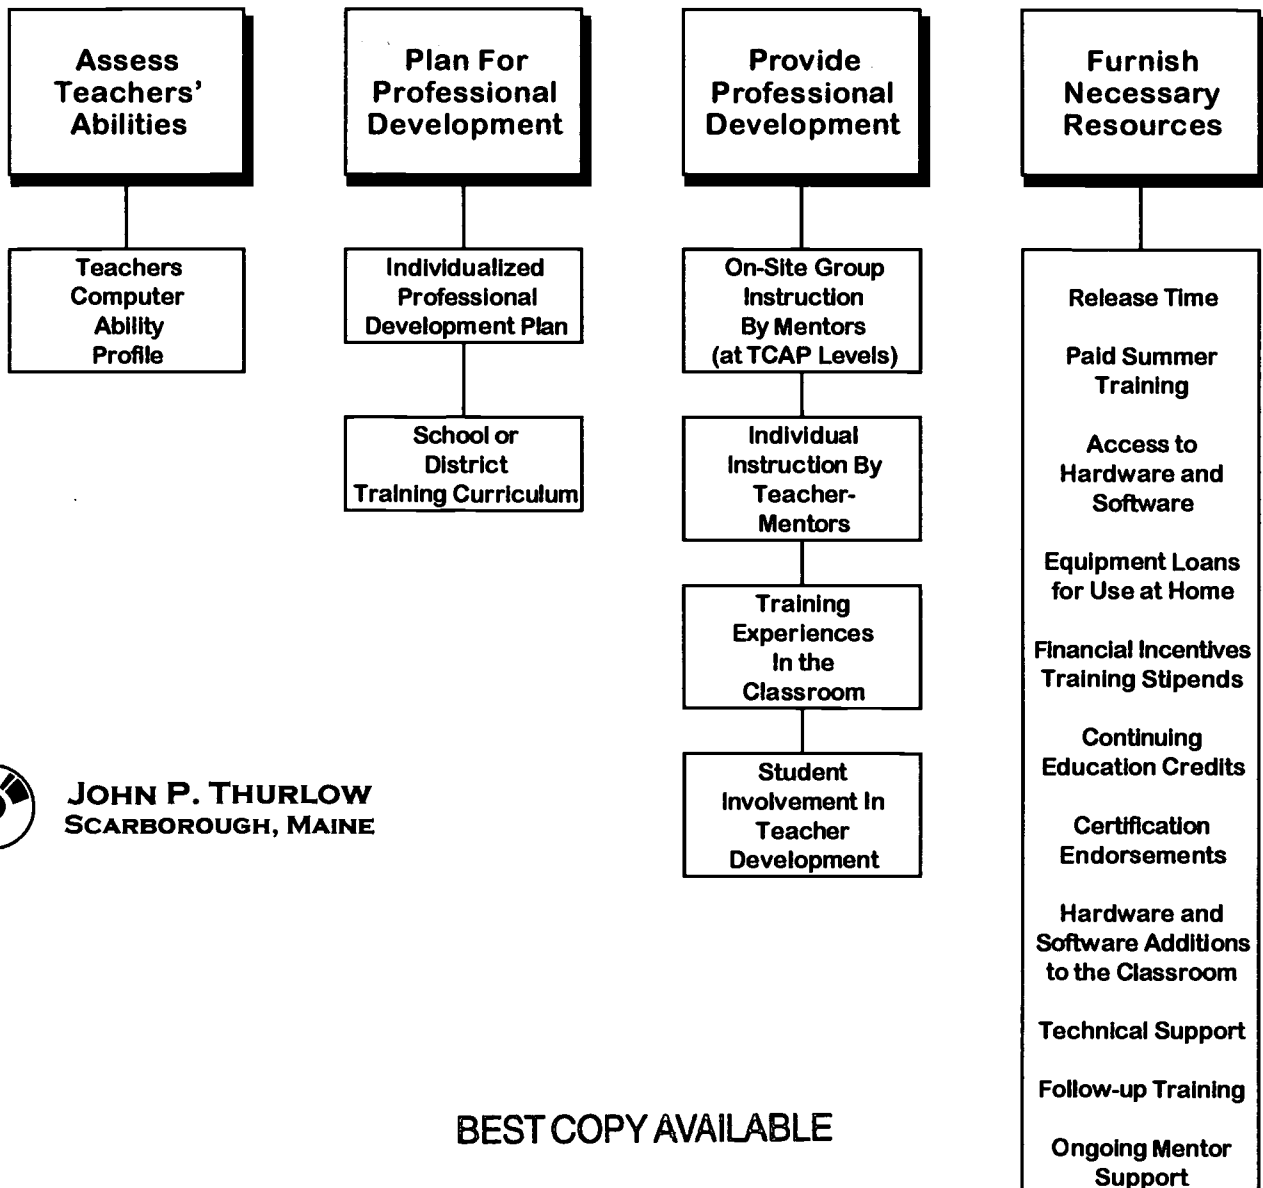 Assess
Teachers'
Abilities
Teachers
Computer
Ability
Profile
Plan For
Professional
Development
Individualized
Professional
Development Plan
School or
District
Training Curriculum
Provide
Professional
Development
On-Site Group
Instruction
By Mentors
(at TCAP Levels)
Individual
Instruction By
Teacher-
Mentors
Training
Experiences
In the
Classroom
Student
Involvement In
Teacher
Development
Furnish
Necessary
Resources
Release Time
Paid Summer
Training
Access to
Hardware and
Software
Equipment Loans
for Use at Home
Financial Incentives
Training Stipends
Continuing
Education Credits
Certification
Endorsements
Hardware and
Software Additions
to the Classroom
Technical Support
Follow-up Training
Ongoing Mentor
Support
JOHN P. THURLOW
SCARBOROUGH, MAINE
BEST COPY AVAILABLE